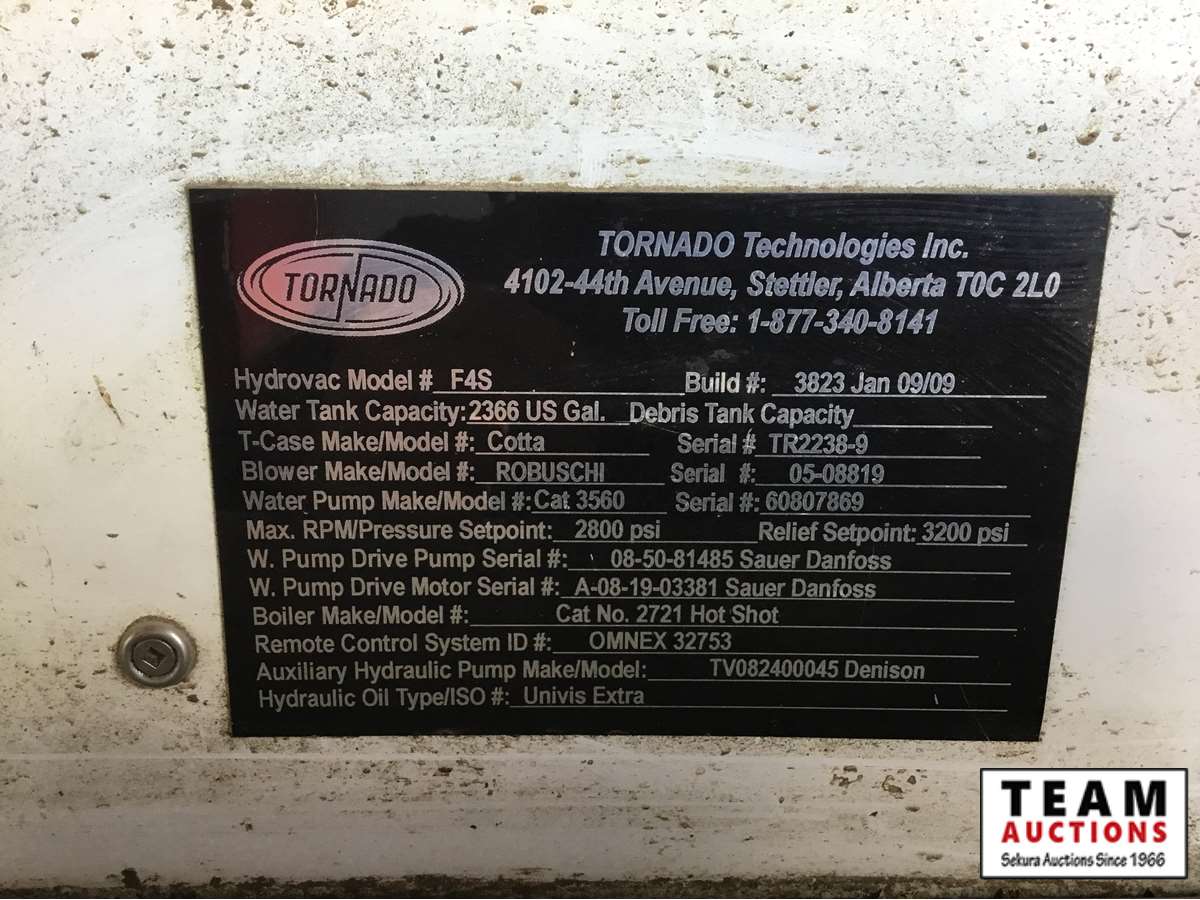 TORNADO
TORNADO Technologies Inc.
4102-44th Avenue, Stettler, Alberta T0C 2L0
Toll Free: 1-877-340-8141
Hydrovac Model # F4S Build #: 3823 Jan 09/09
Water Tank Capacity: 2366 US Gal. Debris Tank Capacity
T-Case Make/Model #: Cotta Serial # TR2238-9
Blower Make/Model #: ROBUSCHI Serial #: 05-08819
Water Pump Make/Model #: Cat 3560 Serial #: 60807869
Max. RPM/Pressure Setpoint: 2800 psi Relief Setpoint: 3200 psi
W. Pump Drive Pump Serial #: 08-50-81485 Sauer Danfoss
W. Pump Drive Motor Serial #: A-08-19-03381 Sauer Danfoss
Boiler Make/Model #: Cat No. 2721 Hot Shot
Remote Control System ID #: OMNEX 32753
Auxiliary Hydraulic Pump Make/Model: TV082400045 Denison
Hydraulic Oil Type/ISO #: Univis Extra
TEAM
AUCTIONS
Sekura Auctions Since 1966